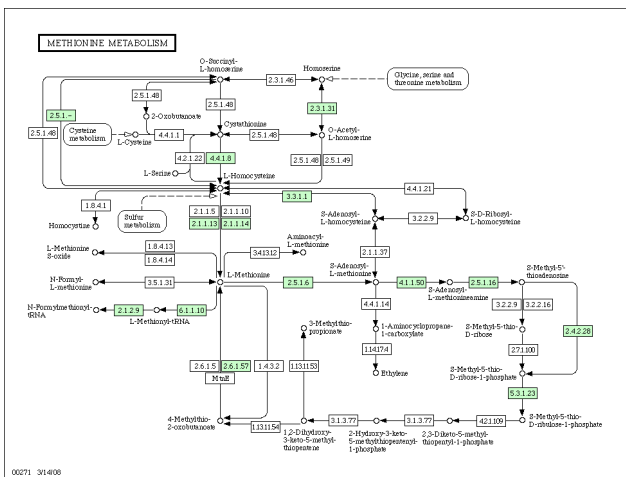 METHIONINE METABOLISM
O-Succinyl-
L-homoserine
Homoserine
2.3.1.46
Glycine, serine and
threonine metabolism
2.5.1.48
2.5.1.48
2.3.1.31
2.5.1.-
2-Oxobutanoate
2.5.1.48
Cysteine
metabolism
L-Cysteine
4.4.1.1
Cystathionine
2.5.1.48
O-Acetyl-
L-homoserine
4.2.1.22
4.4.1.8
2.5.1.48
2.5.1.49
L-Serine
L-Homocysteine
3.3.1.1
4.4.1.21
1.8.4.1
Homocystine
Sulfur
metabolism
2.1.1.5
2.1.1.10
2.1.1.13
2.1.1.14
S-Adenosyl-
L-homocysteine
3.2.2.9
S-D-Ribosyl-
L-homocysteine
Aminoacyl-
L-methionine
L-Methionine
S-oxide
1.8.4.13
1.8.4.14
3.4.13.12
2.1.1.37
N-Formyl-
L-methionine
3.5.1.31
L-Methionine
2.5.1.6
S-Adenosyl-
L-methionine
4.1.1.50
S-Adenosyl-
L-methioninamine
2.5.1.16
S-Methyl-5'-
thioadenosine
N-Formylmethionyl-
tRNA
2.1.2.9
L-Methionyl-tRNA
6.1.1.10
4.4.1.14
3.2.2.9
3.2.2.16
3-Methylthio-
propionate
1-Aminocyclopropane-
1-carboxylate
S-Methyl-5-thio-
D-ribose
2.4.2.28
1.14.17.4
2.7.1.100
2.6.1.5
2.6.1.57
1.4.3.2
1.13.11.53
Ethylene
S-Methyl-5-thio-
D-ribose-1-phosphate
MtnE
5.3.1.23
4-Methylthio-
2-oxobutanoate
1.13.11.54
1,2-Dihydroxy-
3-keto-5-methyl-
thiopentene
3.1.3.77
2-Hydroxy-3-keto-
5-methylthiopentenyl-
1-phosphate
3.1.3.77
2,3-Diketo-5-methyl-
thiopentyl-1-phosphate
4.2.1.109
S-Methyl-5-thio-
D-ribulose-1-phosphate
00271 3/14/08